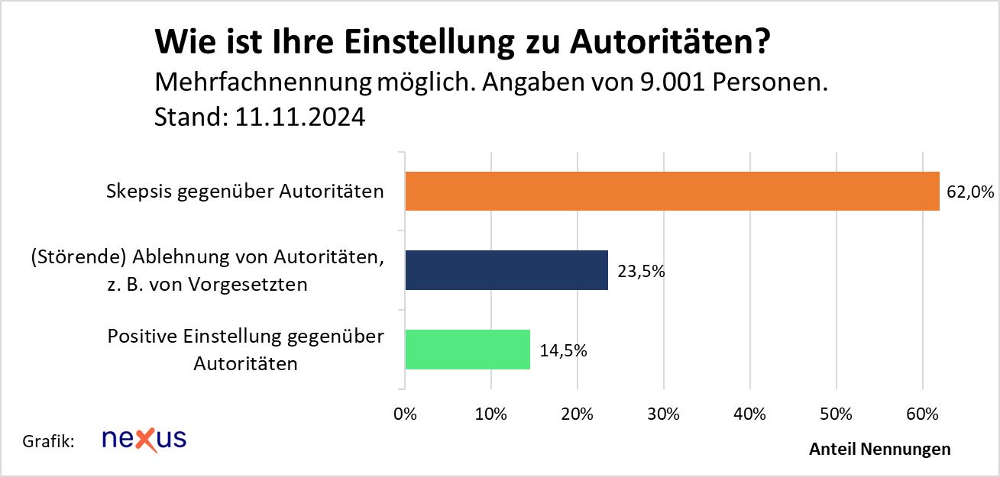 Wie ist Ihre Einstellung zu Autoritäten?
Mehrfachnennung möglich. Angaben von 9.001 Personen.
Stand: 11.11.2024
Skepsis gegenüber Autoritäten
62,0%
(Störende) Ablehnung von Autoritäten,
z. B. von Vorgesetzten
23,5%
Positive Einstellung gegenüber
Autoritäten
14,5%
0% 10% 20% 30% 40% 50% 60%
Anteil Nennungen
Grafik: nexus